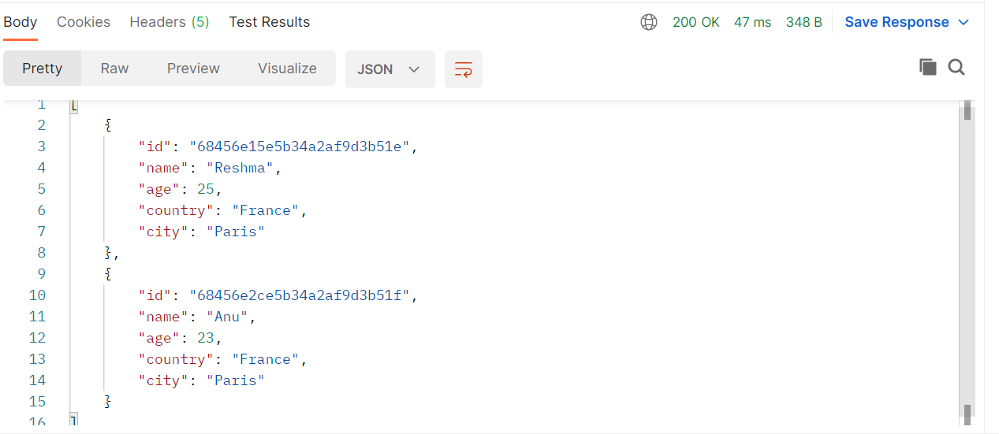 Body Cookies Headers (5) Test Results 200 OK 47 ms 348 B Save Response
Pretty Raw Preview Visualize JSON
1 [
2 {
3 "id": "68456e15e5b34a2af9d3b51e",
4 "name": "Reshma",
5 "age": 25,
6 "country": "France",
7 "city": "Paris"
8 },
9 {
10 "id": "68456e2ce5b34a2af9d3b51f",
11 "name": "Anu",
12 "age": 23,
13 "country": "France",
14 "city": "Paris"
15 }
16 ]